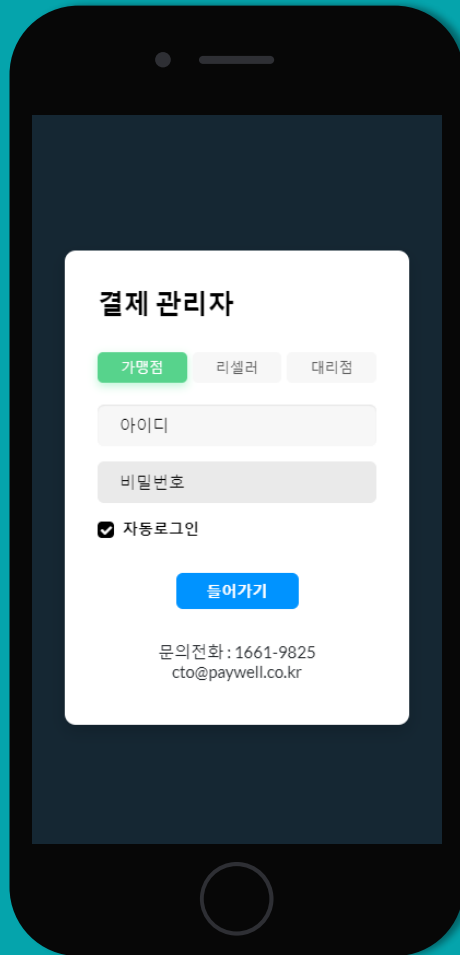 결제 관리자
가맹점 리셀러 대리점
아이디
비밀번호
자동로그인
들어가기
문의전화 : 1661-9825
cto@paywell.co.kr